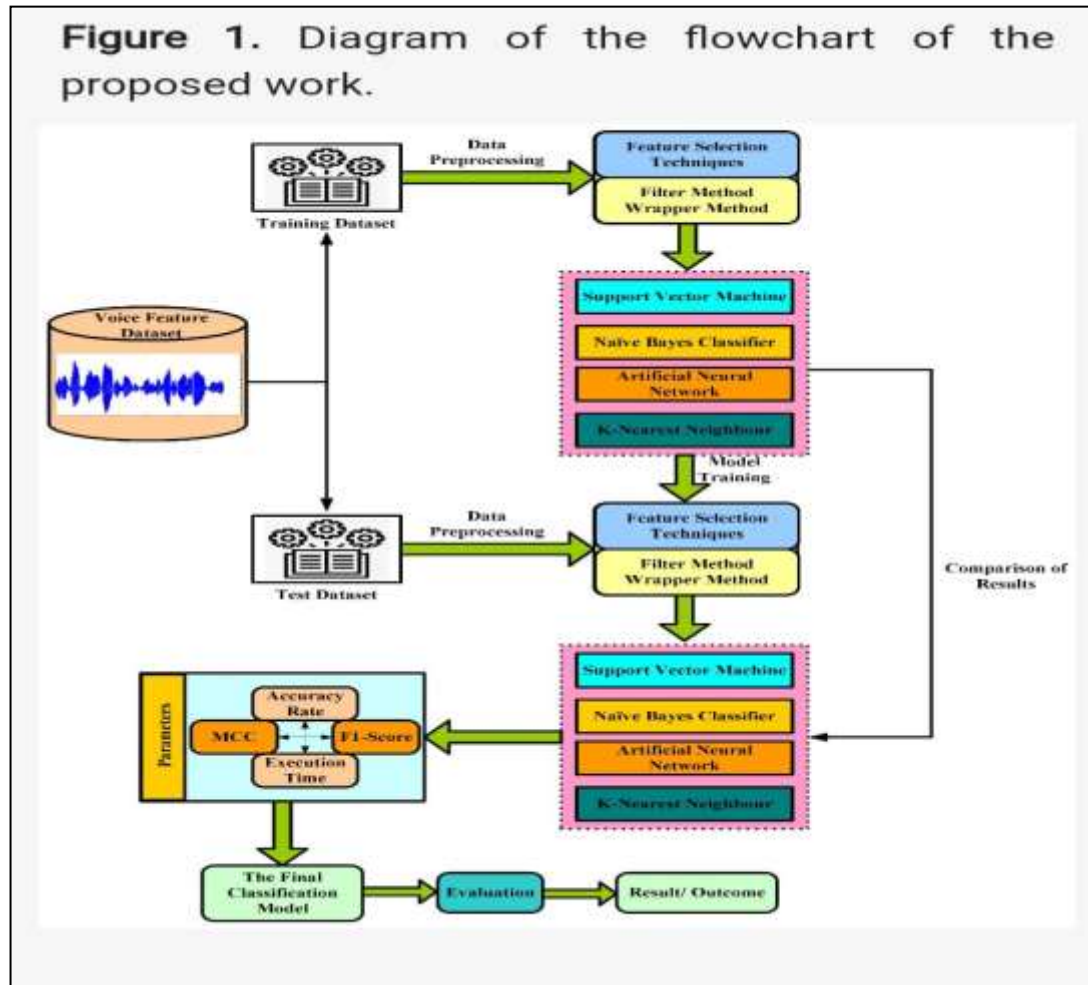 Figure 1. Diagram of the flowchart of the
proposed work.
Data
Preprocessing
Feature Selection
Techniques
Filter Method
Wrapper Method
Training Dataset
Support Vector Machine
Voice Feature
Dataset
Naïve Bayes Classifier
Artificial Neural
Network
K-Nearest Neighbour
Model
Training
Data
Preprocessing
Feature Selection
Techniques
Filter Method
Wrapper Method
Test Dataset
Comparison of
Results
Support Vector Machine
Naïve Bayes Classifier
Artificial Neural
Network
K-Nearest Neighbour
Parameters
Accuracy
Rate
MCC
F1-Score
Execution
Time
The Final
Classification
Model
Evaluation
Result/ Outcome